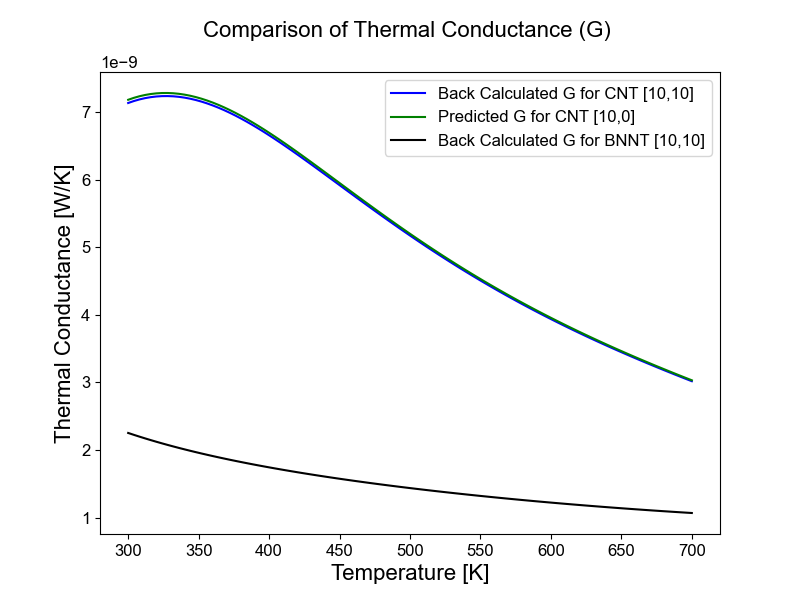 Comparison of Thermal Conductance (G)
1e−9
Back Calculated G for CNT [10,10]
Predicted G for CNT [10,0]
Back Calculated G for BNNT [10,10]
Thermal Conductance [W/K]
7
6
5
4
3
2
1
300 350 400 450 500 550 600 650 700
Temperature [K]